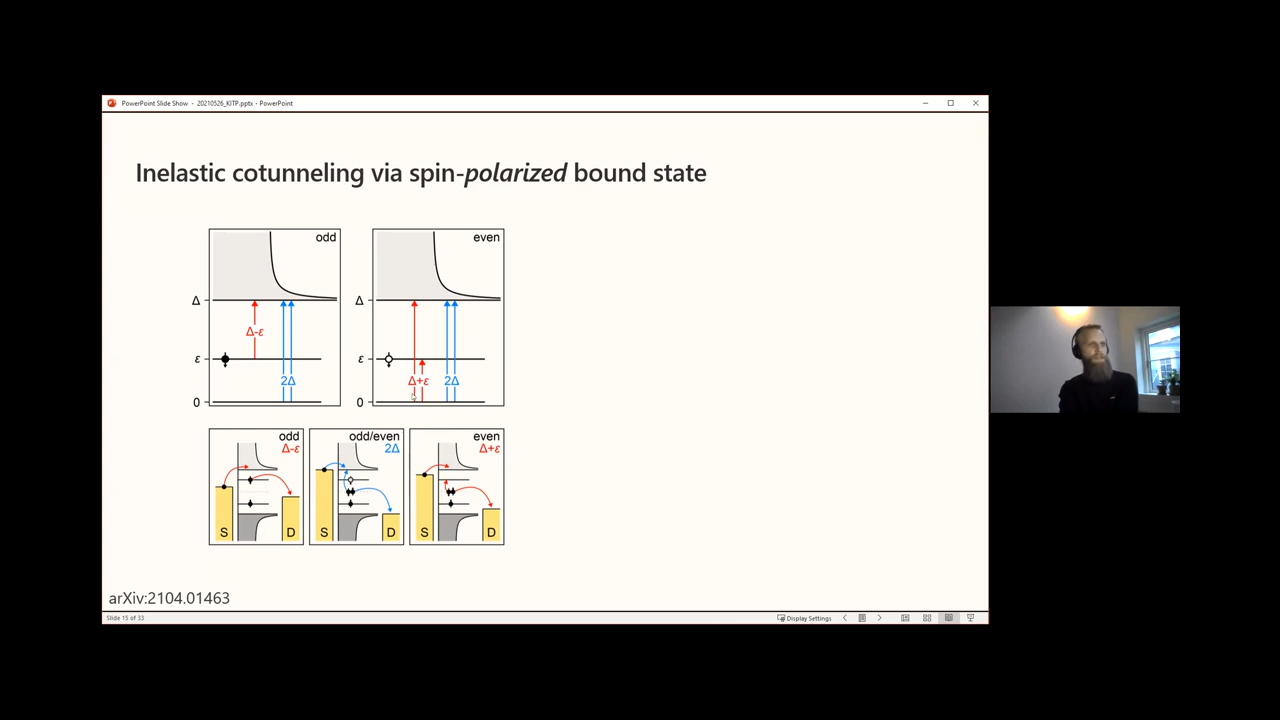 PowerPoint Slide Show - 20210526_KITP.pptx - PowerPoint
Inelastic cotunneling via spin-polarized bound state
odd
Δ
Δ-ε
ε
2Δ
0
even
Δ
ε
Δ+ε
2Δ
0
odd
Δ-ε
S
D
odd/even
2Δ
S
D
even
Δ+ε
S
D
arXiv:2104.01463
Slide 15 of 33
Display Settings